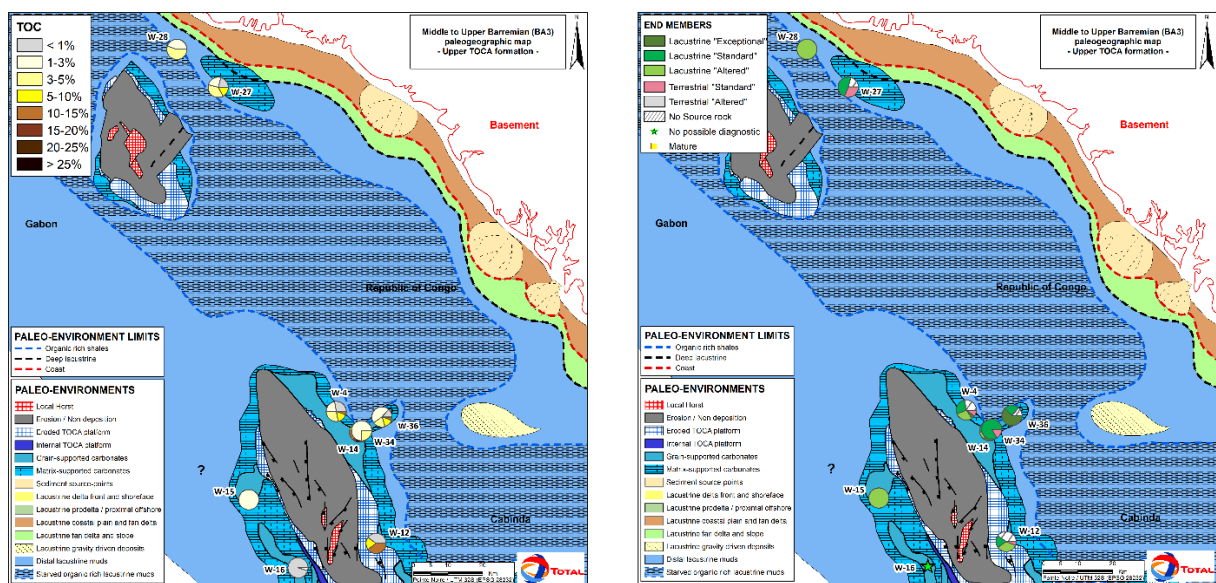 TOC
< 1%
1-3%
3-5%
5-10%
10-15%
15-20%
20-25%
> 25%
W-28
W-27
Middle to Upper Barremian (BA3)
paleogeographic map
- Upper TOCA formation -
N
Basement
Gabon
Republic of Congo
PALEO-ENVIRONMENT LIMITS
Organic rich shales
Deep lacustrine
Coast
PALEO-ENVIRONMENTS
Local Horst
Erosion / Non deposition
Eroded TOCA platform
Internal TOCA platform
Grain-supported carbonates
Matrix-supported carbonates
Sediment source-points
Lacustrine delta front and shoreface
Lacustrine prodelta / proximal offshore
Lacustrine coastal plain and fan delts
Lacustrine fan delta and slope
Lacustrine gravity driven deposits
Distal lacustrine muds
Starved organic rich lacustrine muds
W-4
W-36
W-34
W-14
?
W-15
W-12
W-16
Cabinda
0
10
20
Km
TOTAL
END MEMBERS
Lacustrine "Exceptional"
Lacustrine "Standard"
Lacustrine "Altered"
Terrestrial "Standard"
Terrestrial "Altered"
No Source rock
No possible diagnostic
Mature
W-28
W-27
Middle to Upper Barremian (BA3)
paleogeographic map
- Upper TOCA formation -
N
Basement
Gabon
Republic of Congo
PALEO-ENVIRONMENT LIMITS
Organic rich shales
Deep lacustrine
Coast
PALEO-ENVIRONMENTS
Local Horst
Erosion / Non deposition
Eroded TOCA platform
Internal TOCA platform
Grain-supported carbonates
Matrix-supported carbonates
Sediment source points
Lacustrine delta front and shoreface
Lacustrine prodelta / proximal offshore
Lacustrine coastal plain and fan delts
Lacustrine fan delta and slope
Lacustrine gravity driven deposits
Distal lacustrine muds
Starved organic rich lacustrine muds
W-4
W-36
W-34
W-14
?
W-15
W-12
W-16
Cabinda
0
10
20
Km
TOTAL